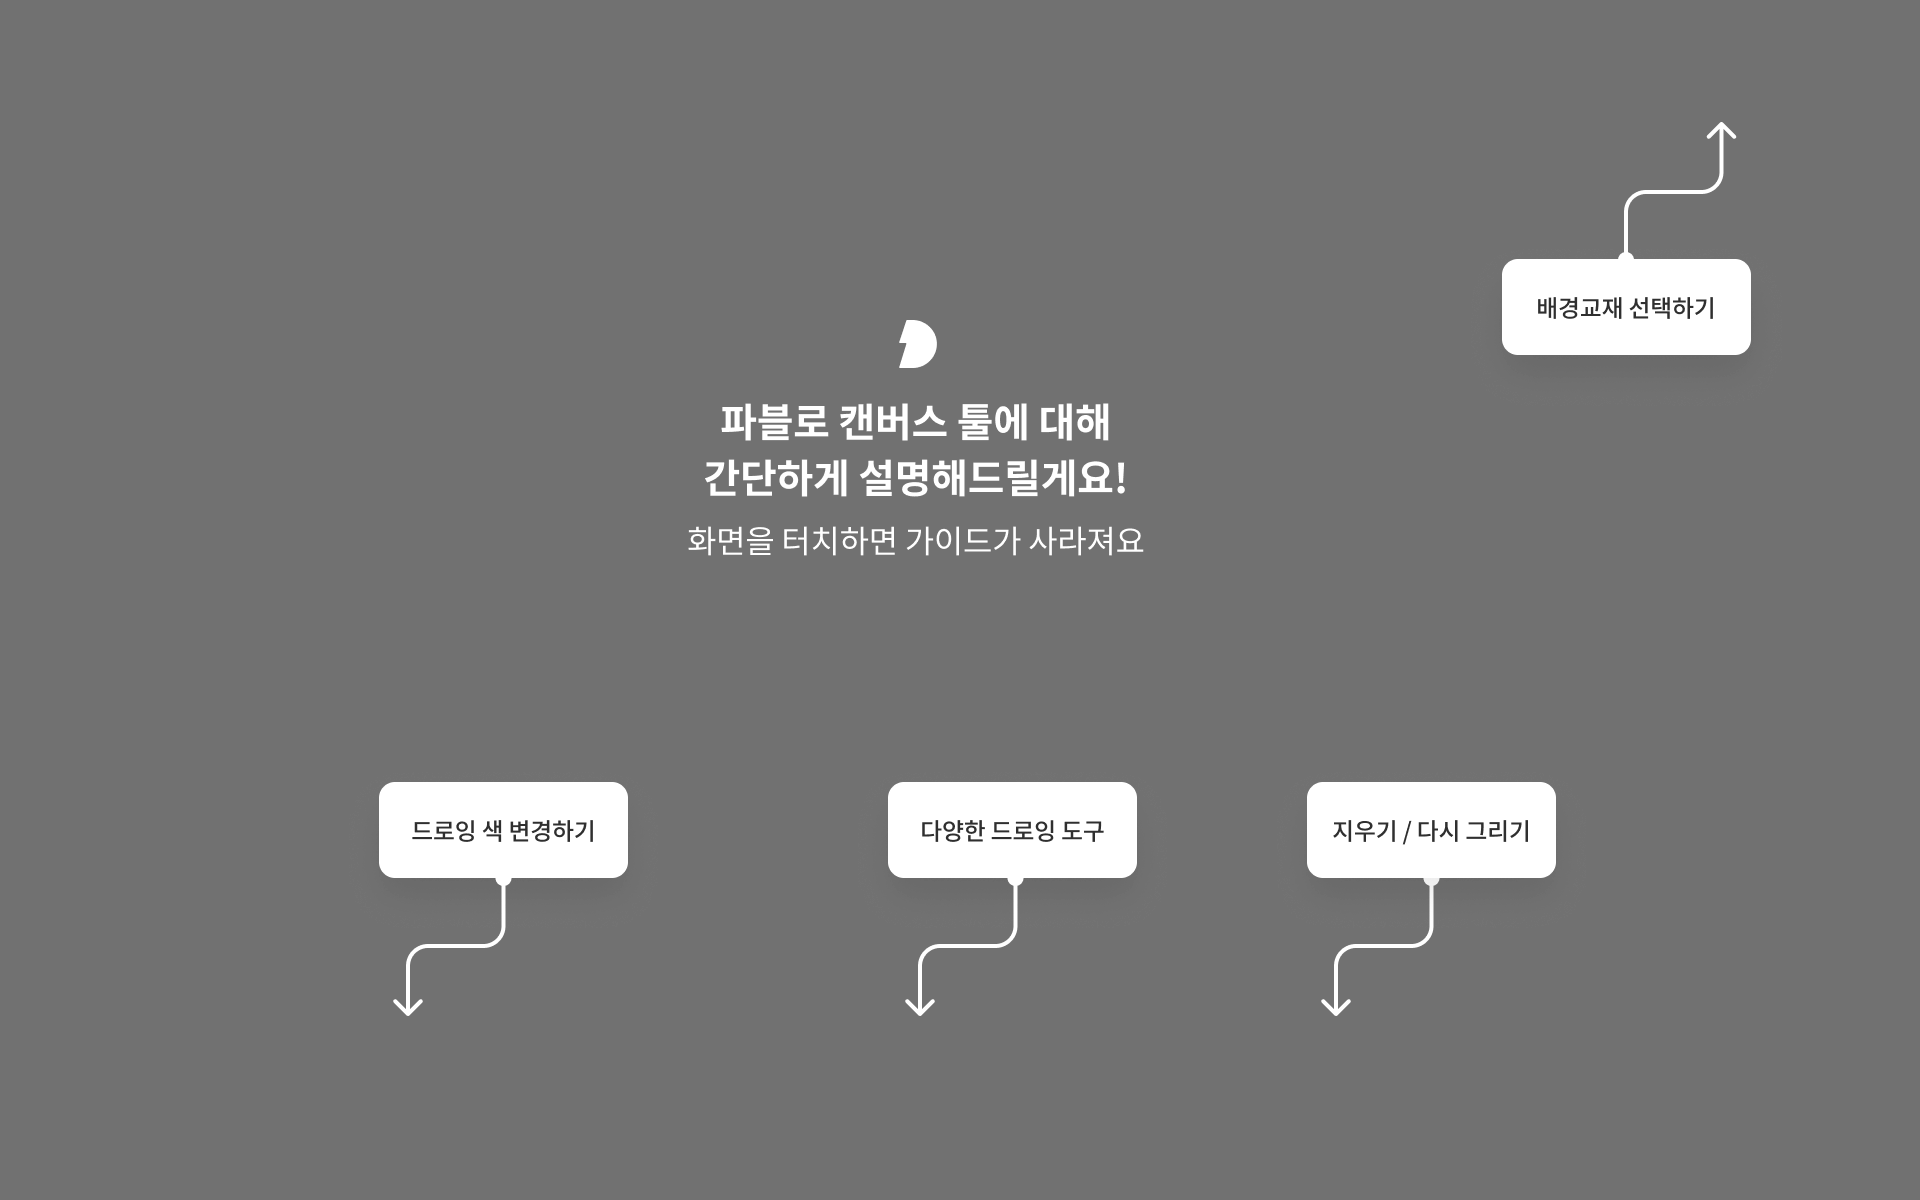 배경교재 선택하기
파블로 캔버스 툴에 대해
간단하게 설명해드릴게요!
화면을 터치하면 가이드가 사라져요
드로잉 색 변경하기
다양한 드로잉 도구
지우기 / 다시 그리기